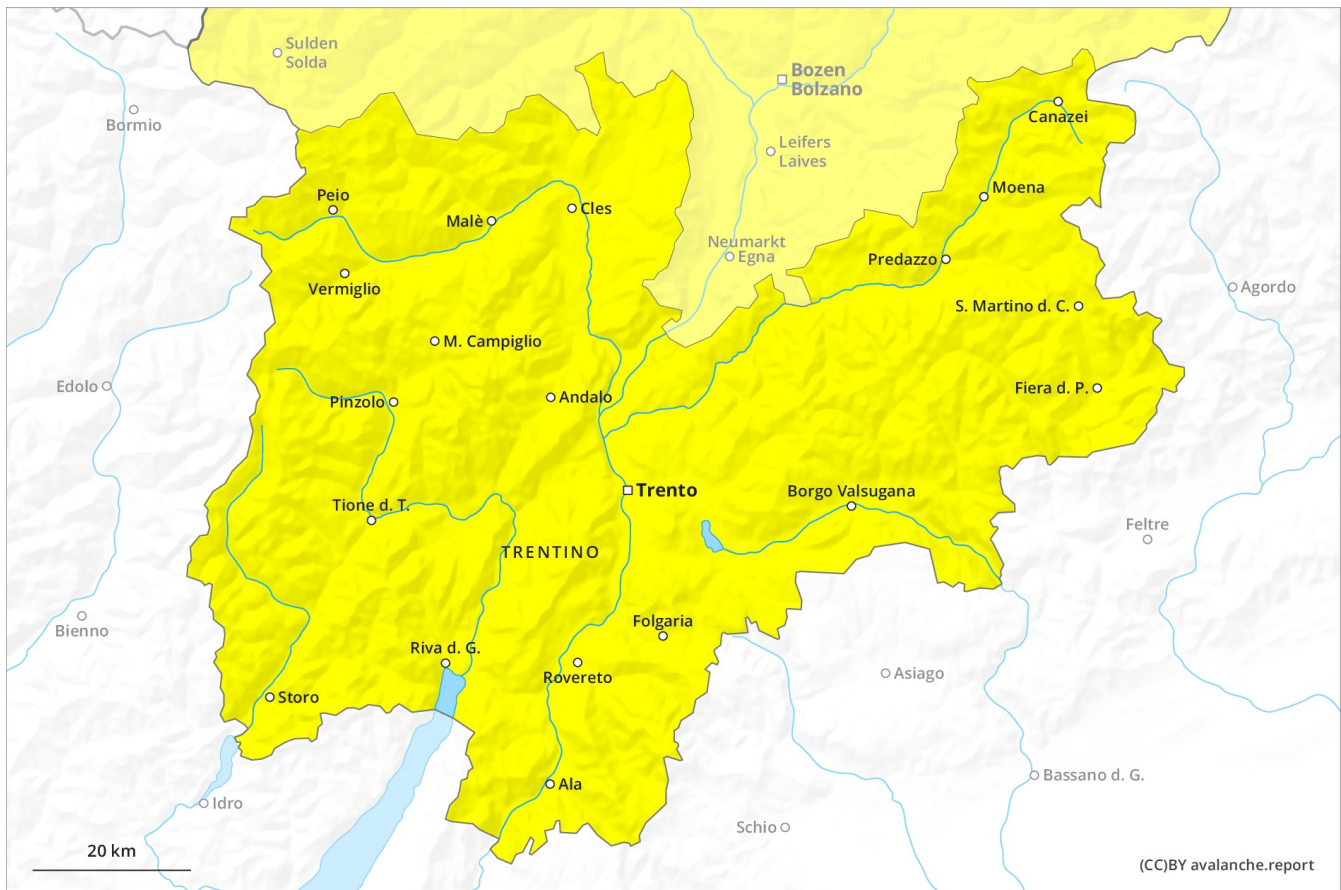 Sulden
Solda
Bozen
Bolzano
Bormio
Canazei
Leifers
Laives
Peio
Moena
Malè
Cles
Neumarkt
Egna
Predazzo
Vermiglio
Agordo
S. Martino d. C.
M. Campiglio
Edolo
Fiera d. P.
Andalo
Pinzolo
Trento
Borgo Valsugana
Tione d. T.
Feltre
TRENTINO
Folgaria
Bienno
Riva d. G.
Asiago
Rovereto
Storo
Bassano d. G.
Ala
Idro
Schio
20 km
(CC)BY avalanche.report